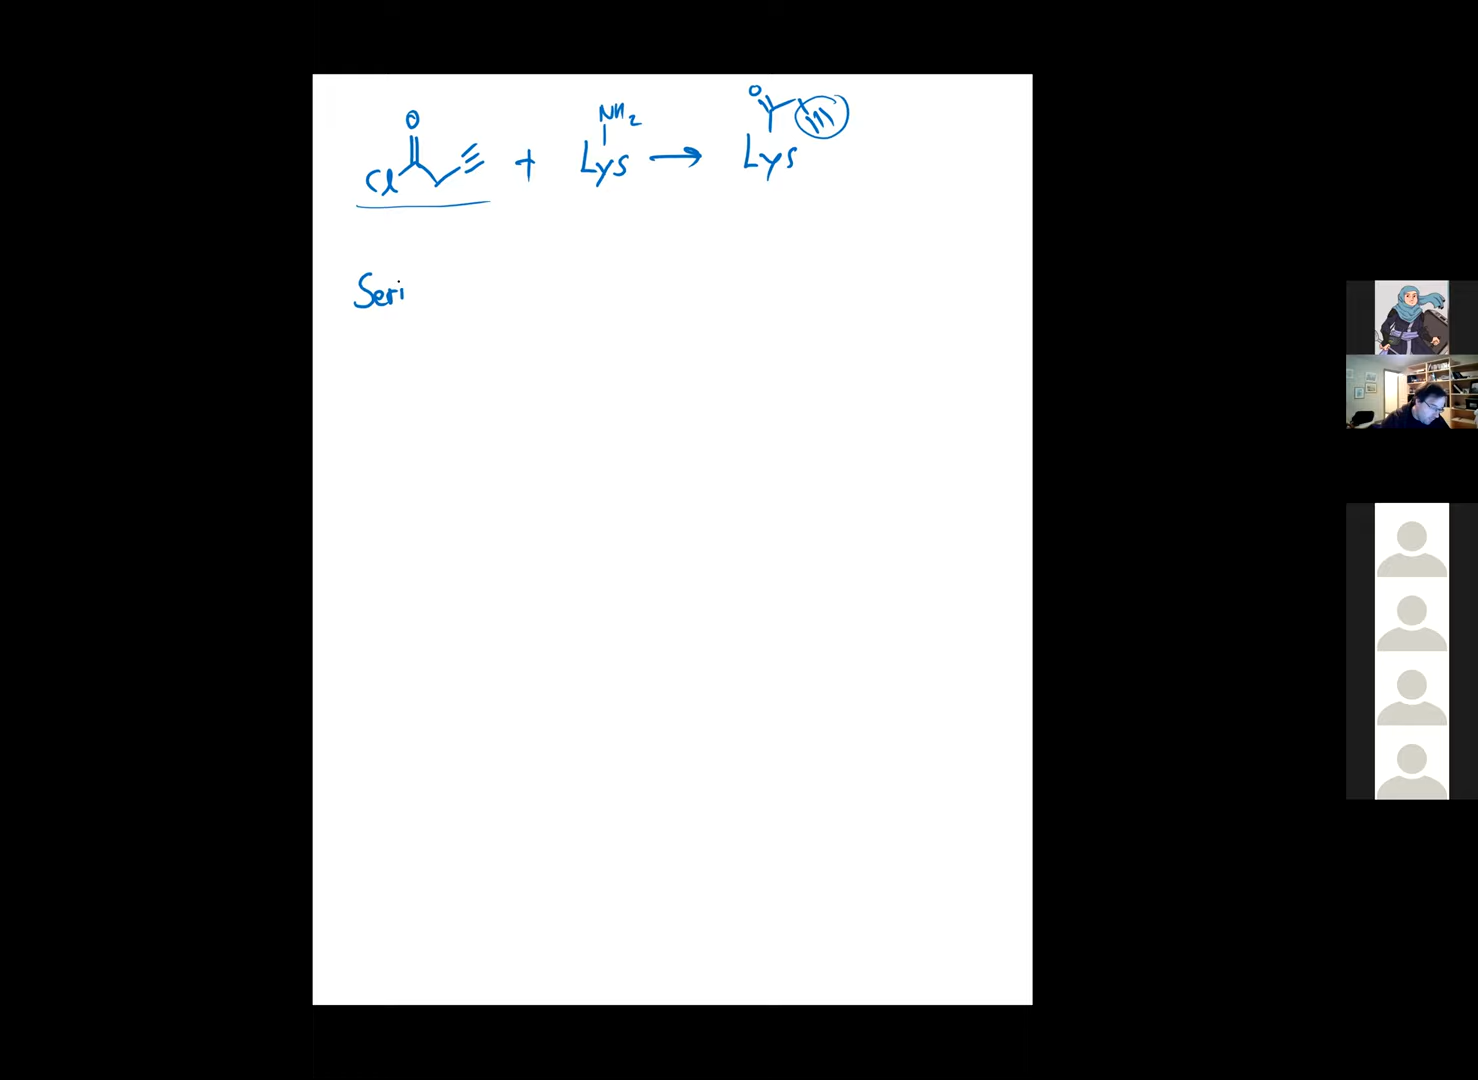 O NH2 O
Cl + Lys → Lys
Seri